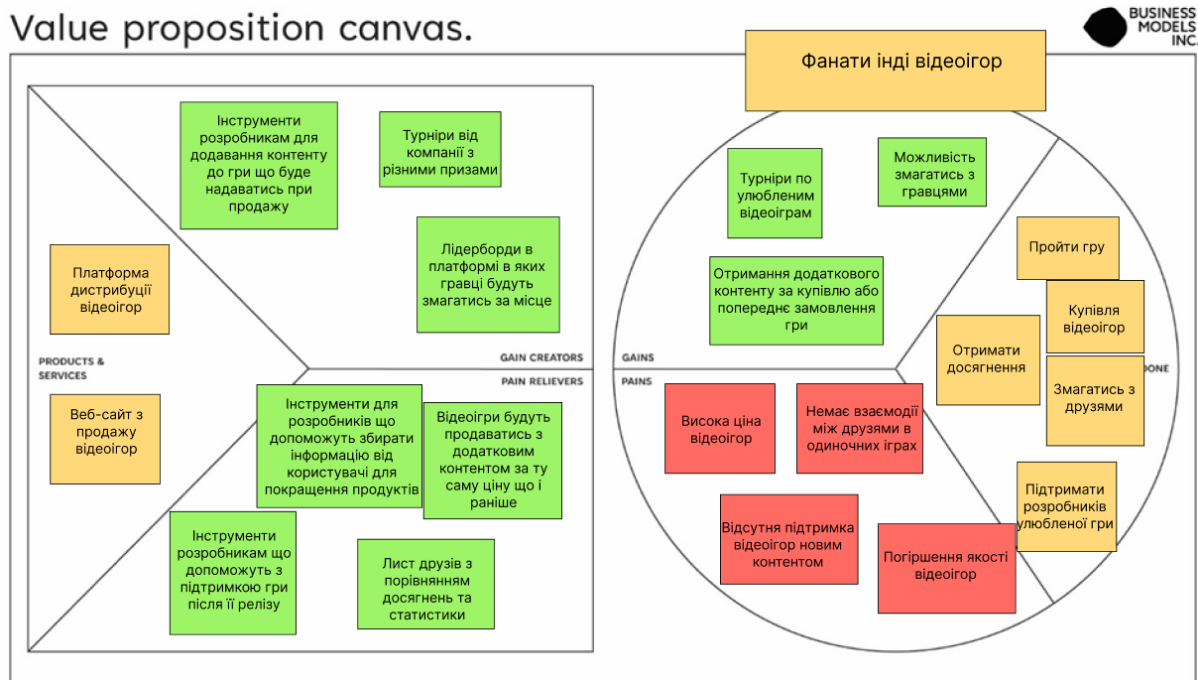 Value proposition canvas.
BUSINESS
MODELS
INC.
Фанати інді відеоігор
Інструменти
розробникам для
додавання контенту
до гри що буде
надаватись при
продажу
Турніри від
компанії з
різними призами
Лідерборди в
платформі в яких
гравці будуть
змагатись за місце
Платформа
дистрибуції
відеоігор
PRODUCTS &
SERVICES
Веб-сайт з
продажу
відеоігор
GAIN CREATORS
PAIN RELIEVERS
Інструменти для
розробників що
допоможуть збирати
інформацію від
користувачі для
покращення продуктів
Відеоігри будуть
продаватись з
додатковим
контентом за ту
саму ціну що і
раніше
Інструменти
розробникам що
допоможуть з
підтримкою гри
після її релізу
Лист друзів з
порівнянням
досягнень та
статистики
Турніри по
улюбленим
відеоіграм
Можливість
змагатись з
гравцями
Отримання додаткового
контенту за купівлю або
попереднє замовлення
гри
GAINS
PAINS
Пройти гру
Купівля
відеоігор
Отримати
досягнення
DONE
Змагатись з
друзями
Підтримати
розробників
улюбленої гри
Висока ціна
відеоігор
Немає взаємодії
між друзями в
одиночних іграх
Відсутня підтримка
відеоігор новим
контентом
Погіршення якості
відеоігор